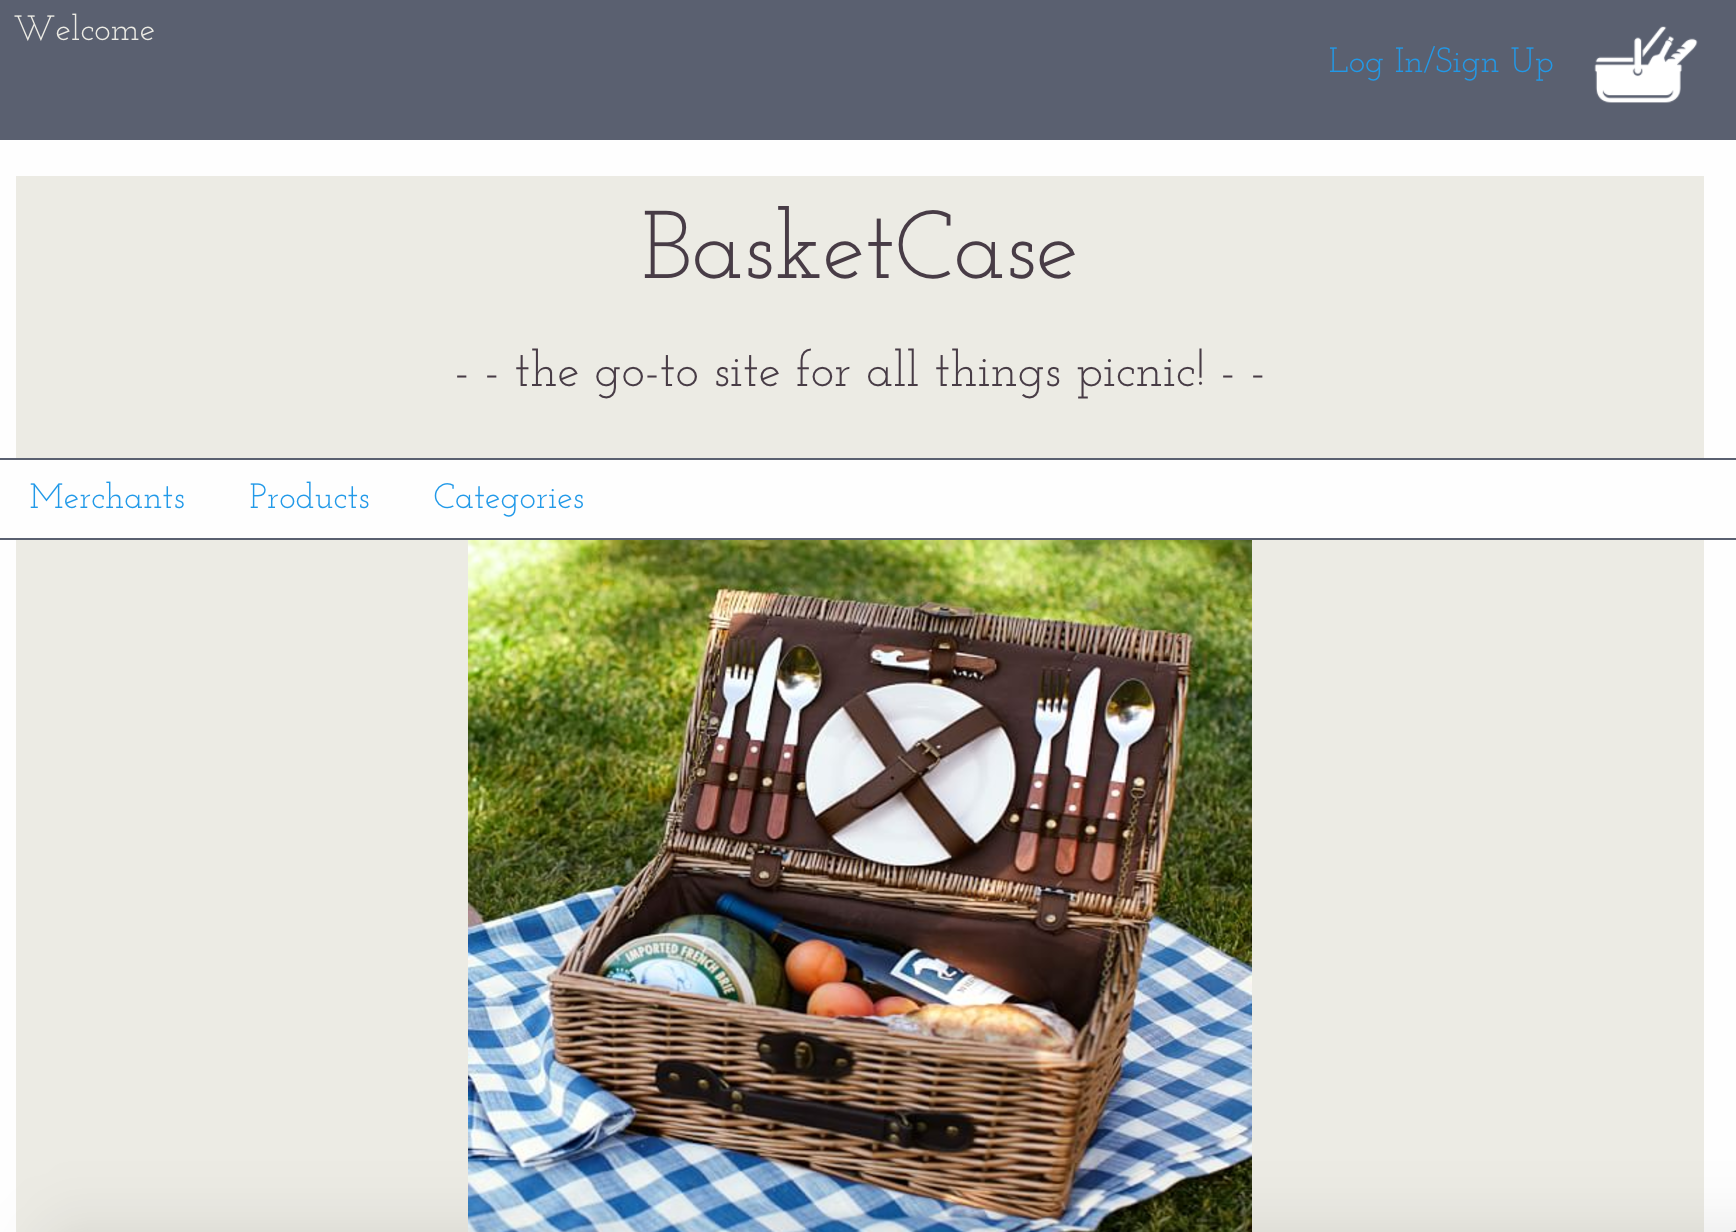 Welcome
Log In/Sign Up
BasketCase
- - the go-to site for all things picnic! - -
Merchants
Products
Categories
IMPORTED FRENCH BRIE